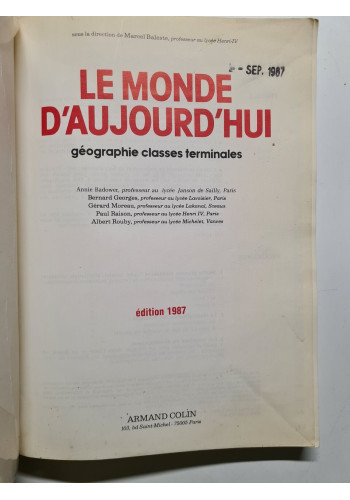 sous la direction de Marcel Baleste, professeur au lycée Henri-IV
- SEP. 1987
LE MONDE
D'AUJOURD'HUI
géographie classes terminales
Annie Badower, professeur au lycée Janson de Sailly, Paris
Bernard Georges, professeur au lycée Lavoisier, Paris
Gérard Moreau, professeur au lycée Lakanal, Sceaux
Paul Raison, professeur au lycée Henri IV, Paris
Albert Rouby, professeur au lycée Michelet, Vanves
édition 1987
ARMAND COLIN
103, bd Saint-Michel - 75005 Paris